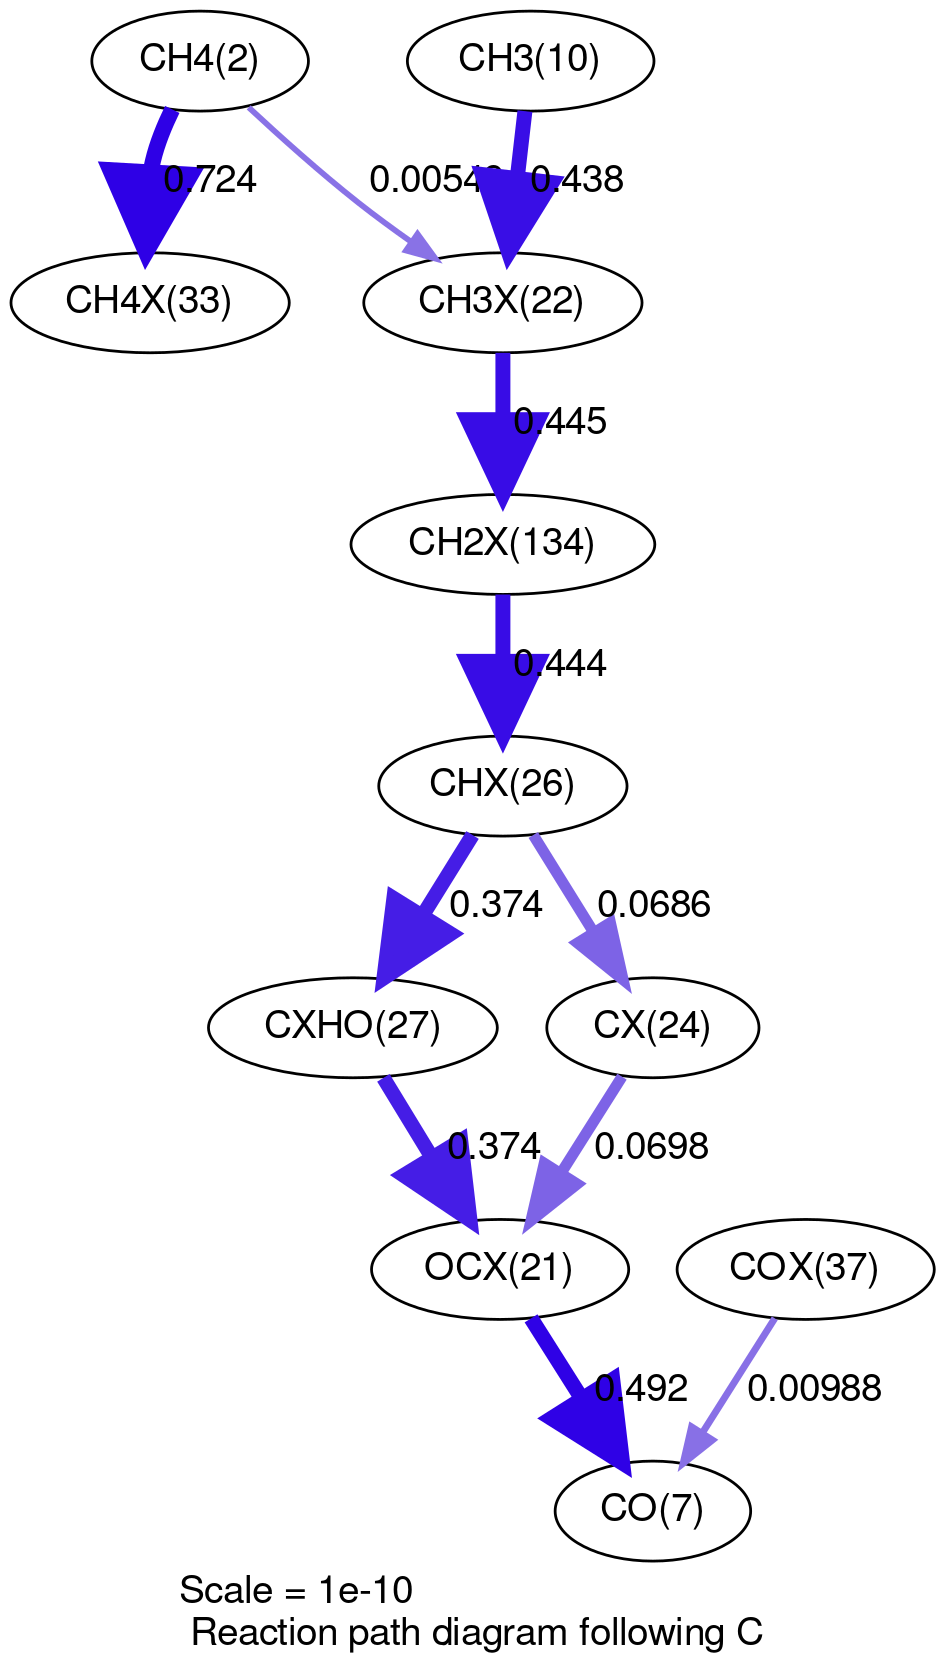 CH4(2)
CH3(10)
0.724
0.438
CH4X(33)
CH3X(22)
0.445
CH2X(134)
0.444
CHX(26)
0.374
0.0686
CXHO(27)
CX(24)
0.374
0.0698
OCX(21)
COX(37)
0.492
0.00988
CO(7)
Scale = 1e-10
Reaction path diagram following C